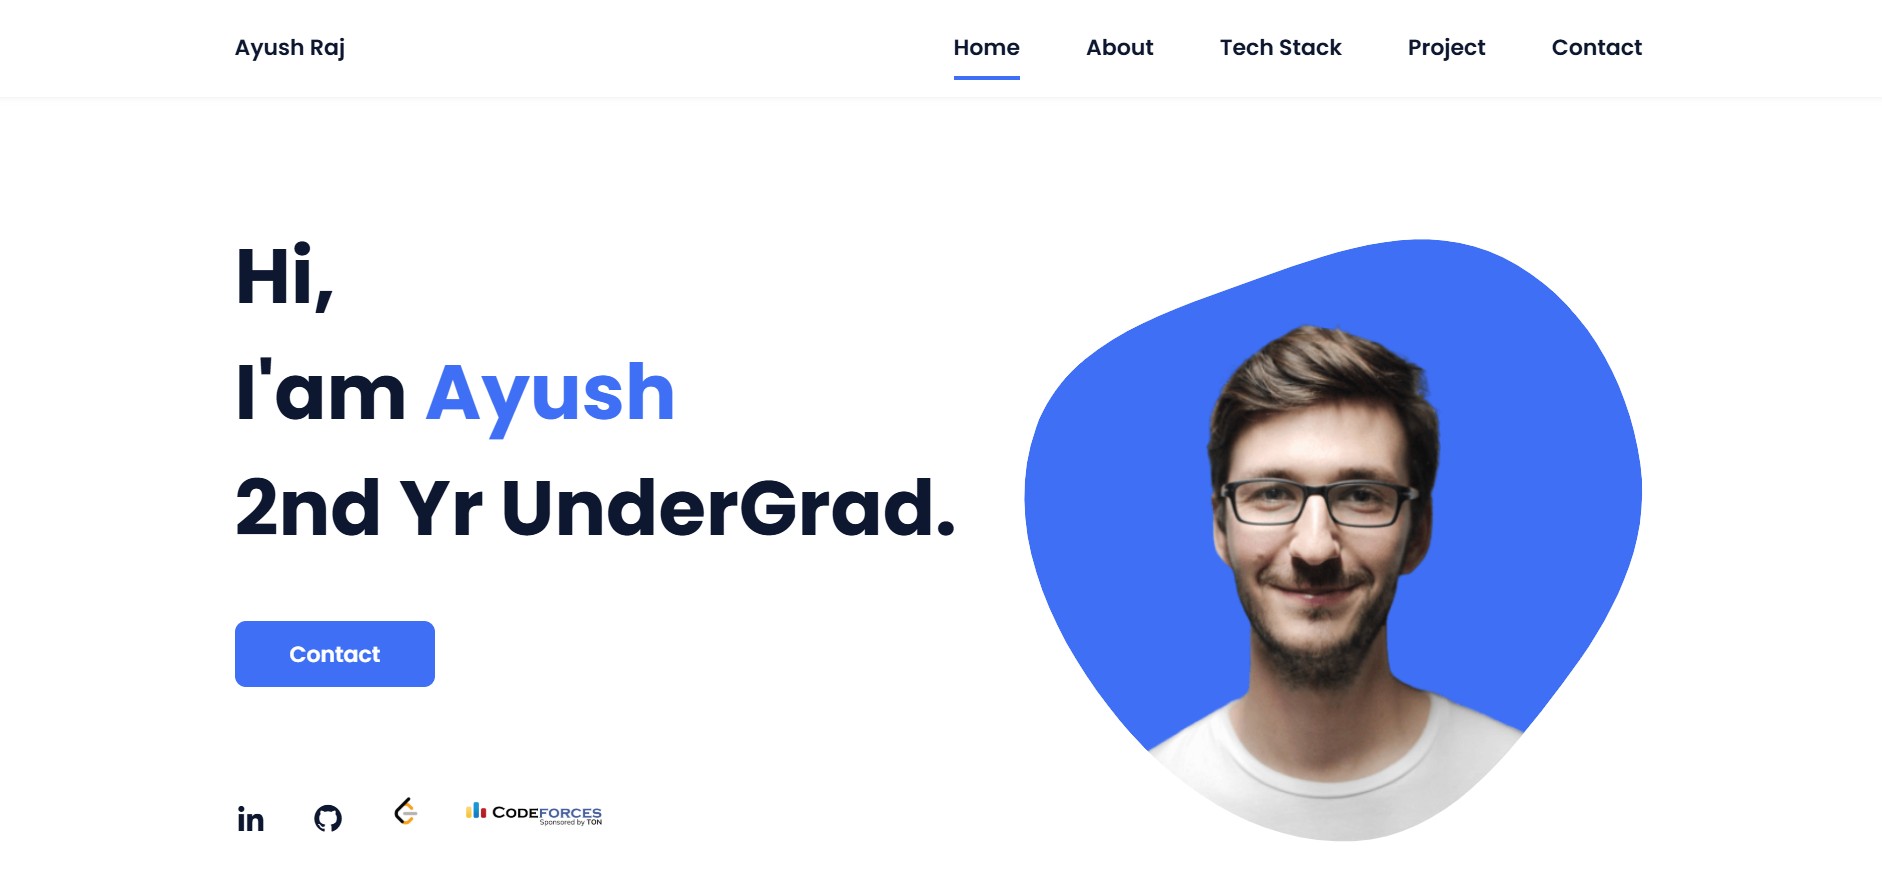 Ayush Raj
Home About Tech Stack Project Contact
Hi,
I'am Ayush
2nd Yr UnderGrad.
Contact
in
CODEFORCES
Sponsored by TON